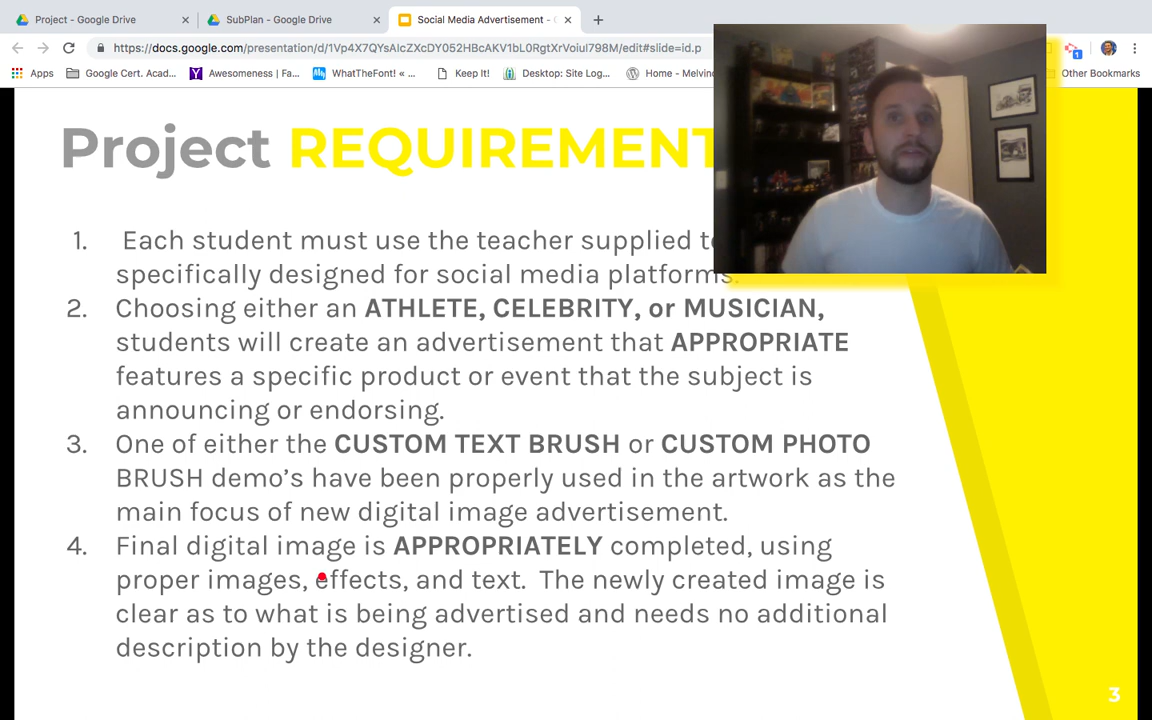 Project - Google Drive
SubPlan - Google Drive
Social Media Advertisement -
https://docs.google.com/presentation/d/1Vp4X7QYsAlcZXcDY052HBcAKV1bL0RgtXrVoiuI798M/edit#slide=id.p
Apps
Google Cert. Acad...
Awesomeness | Fa...
WhatTheFont! « ...
Keep It!
Desktop: Site Log...
Home - Melvin
Other Bookmarks
Project REQUIREMENT
1. Each student must use the teacher supplied
specifically designed for social media platforms.
2. Choosing either an ATHLETE, CELEBRITY, or MUSICIAN,
students will create an advertisement that APPROPRIATE
features a specific product or event that the subject is
announcing or endorsing.
3. One of either the CUSTOM TEXT BRUSH or CUSTOM PHOTO
BRUSH demo's have been properly used in the artwork as the
main focus of new digital image advertisement.
4. Final digital image is APPROPRIATELY completed, using
proper images, effects, and text. The newly created image is
clear as to what is being advertised and needs no additional
description by the designer.
3